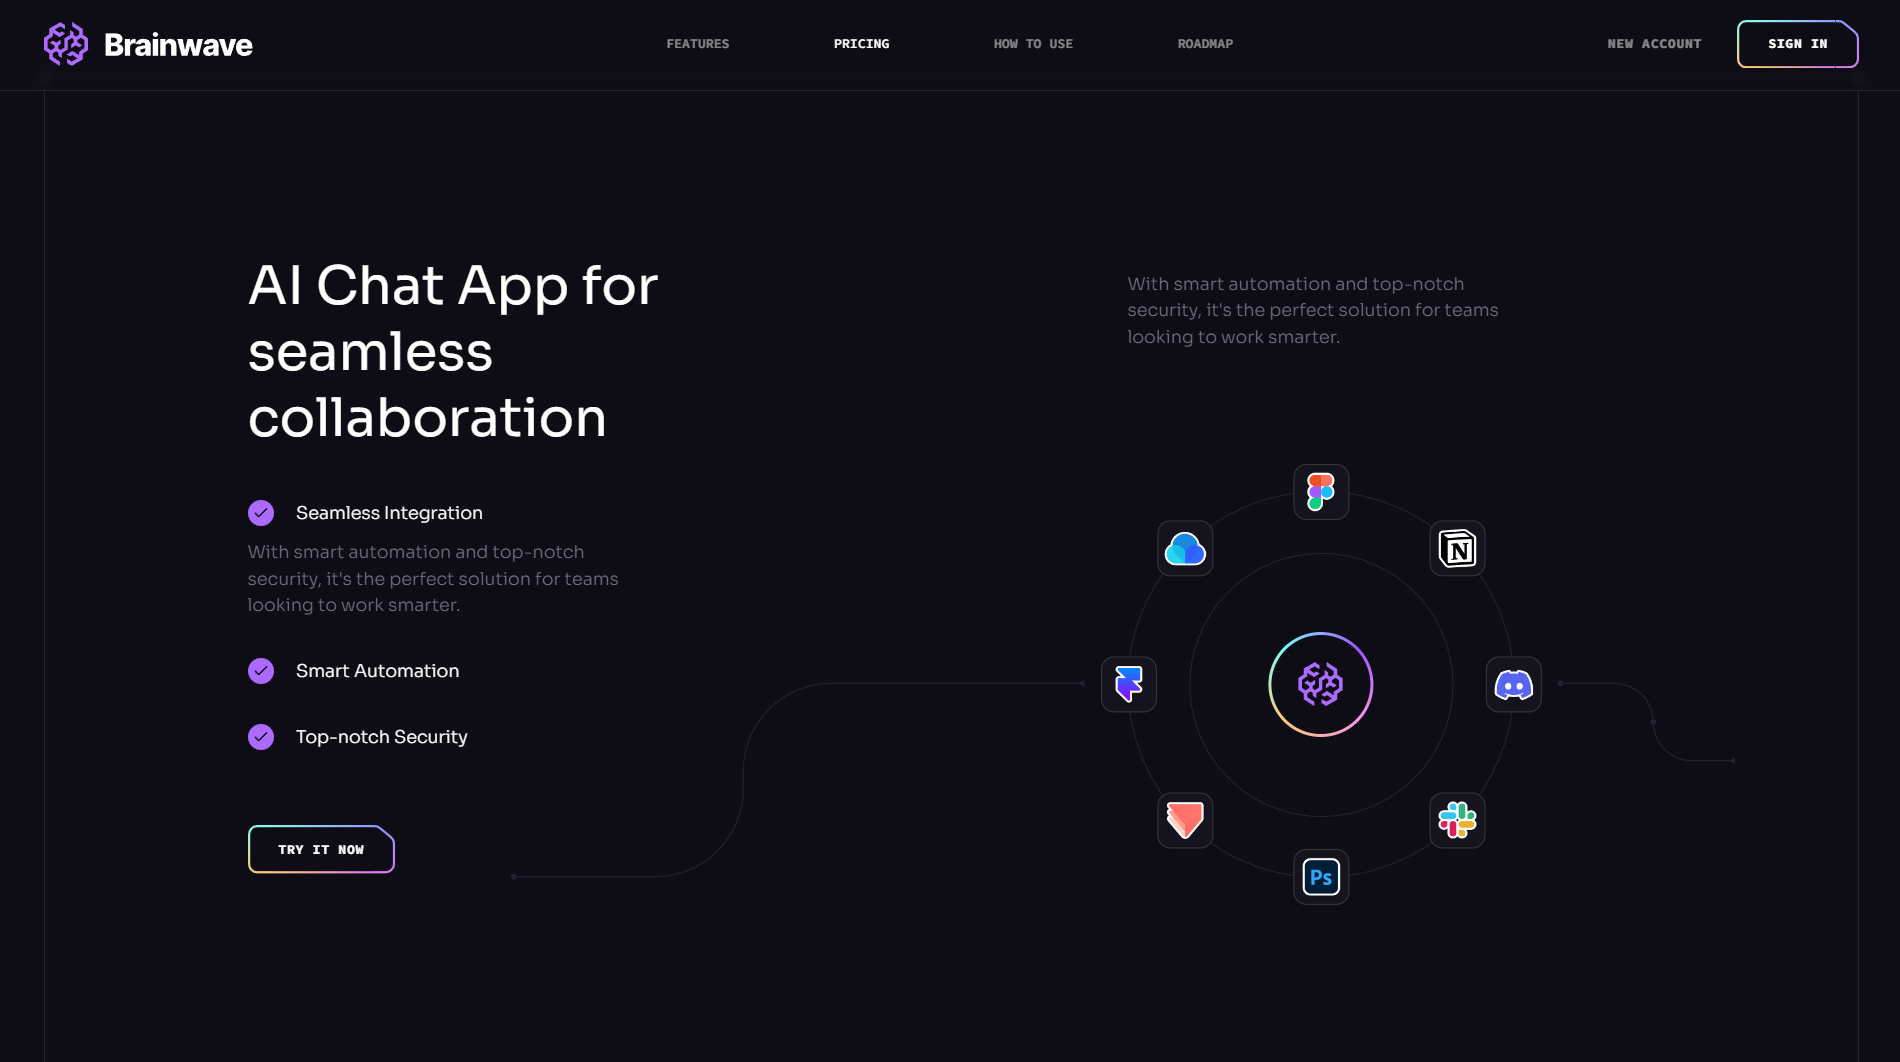 Brainwave
FEATURES
PRICING
HOW TO USE
ROADMAP
NEW ACCOUNT
SIGN IN
AI Chat App for
seamless
collaboration
Seamless Integration
With smart automation and top-notch
security, it's the perfect solution for teams
looking to work smarter.
Smart Automation
Top-notch Security
TRY IT NOW
With smart automation and top-notch
security, it's the perfect solution for teams
looking to work smarter.
N
Ps